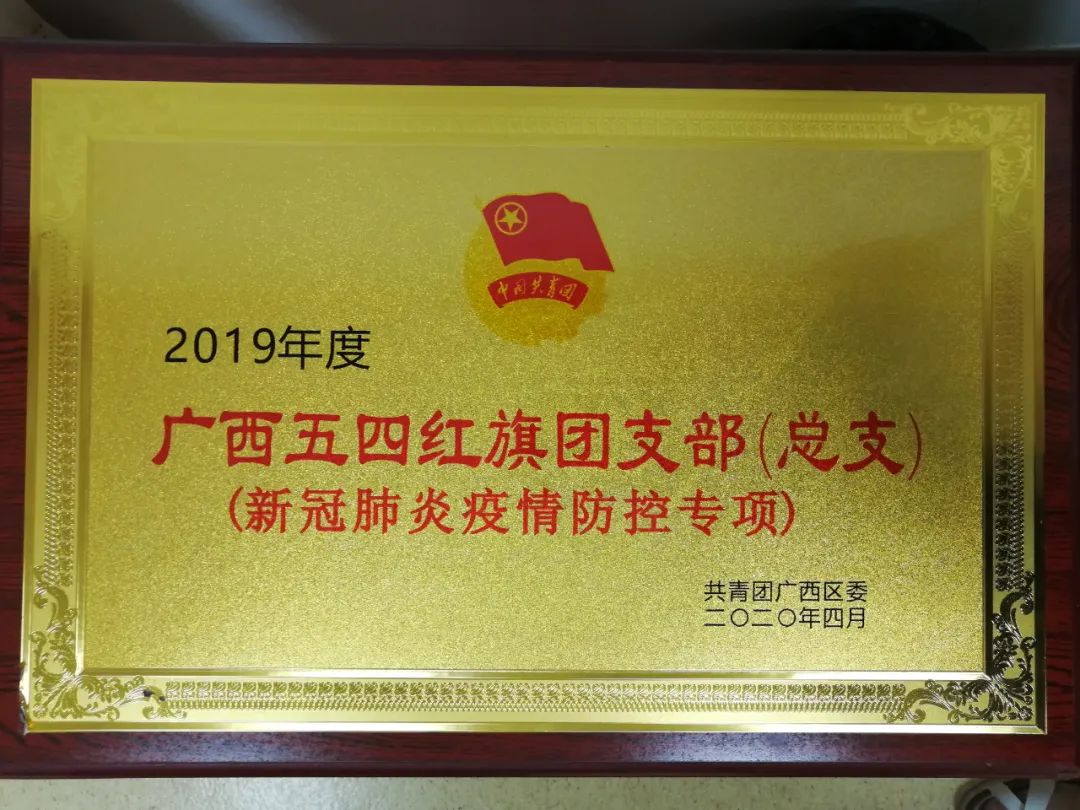 中国共青团
2019年度
广西五四红旗团支部(总支)
(新冠肺炎疫情防控专项)
共青团广西区委
二〇二〇年四月